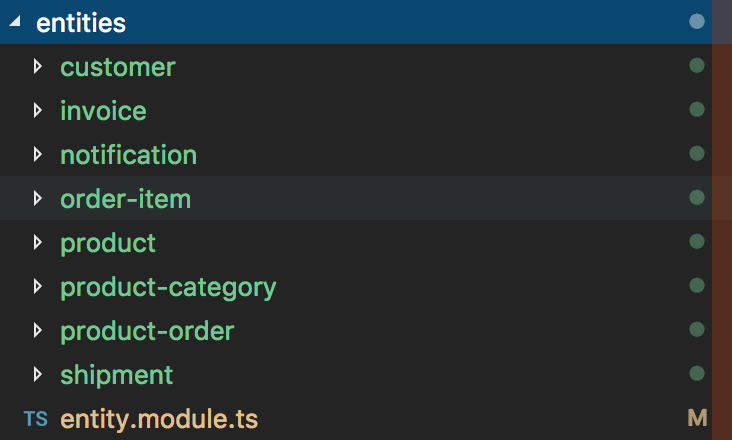 entities
customer
invoice
notification
order-item
product
product-category
product-order
shipment
TS entity.module.ts M